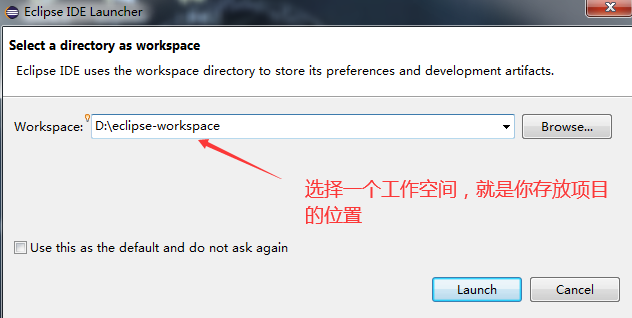 Eclipse IDE Launcher
Select a directory as workspace
Eclipse IDE uses the workspace directory to store its preferences and development artifacts.
Workspace: D:\eclipse-workspace Browse...
选择一个工作空间，就是你存放项目
的位置
Use this as the default and do not ask again
Launch Cancel